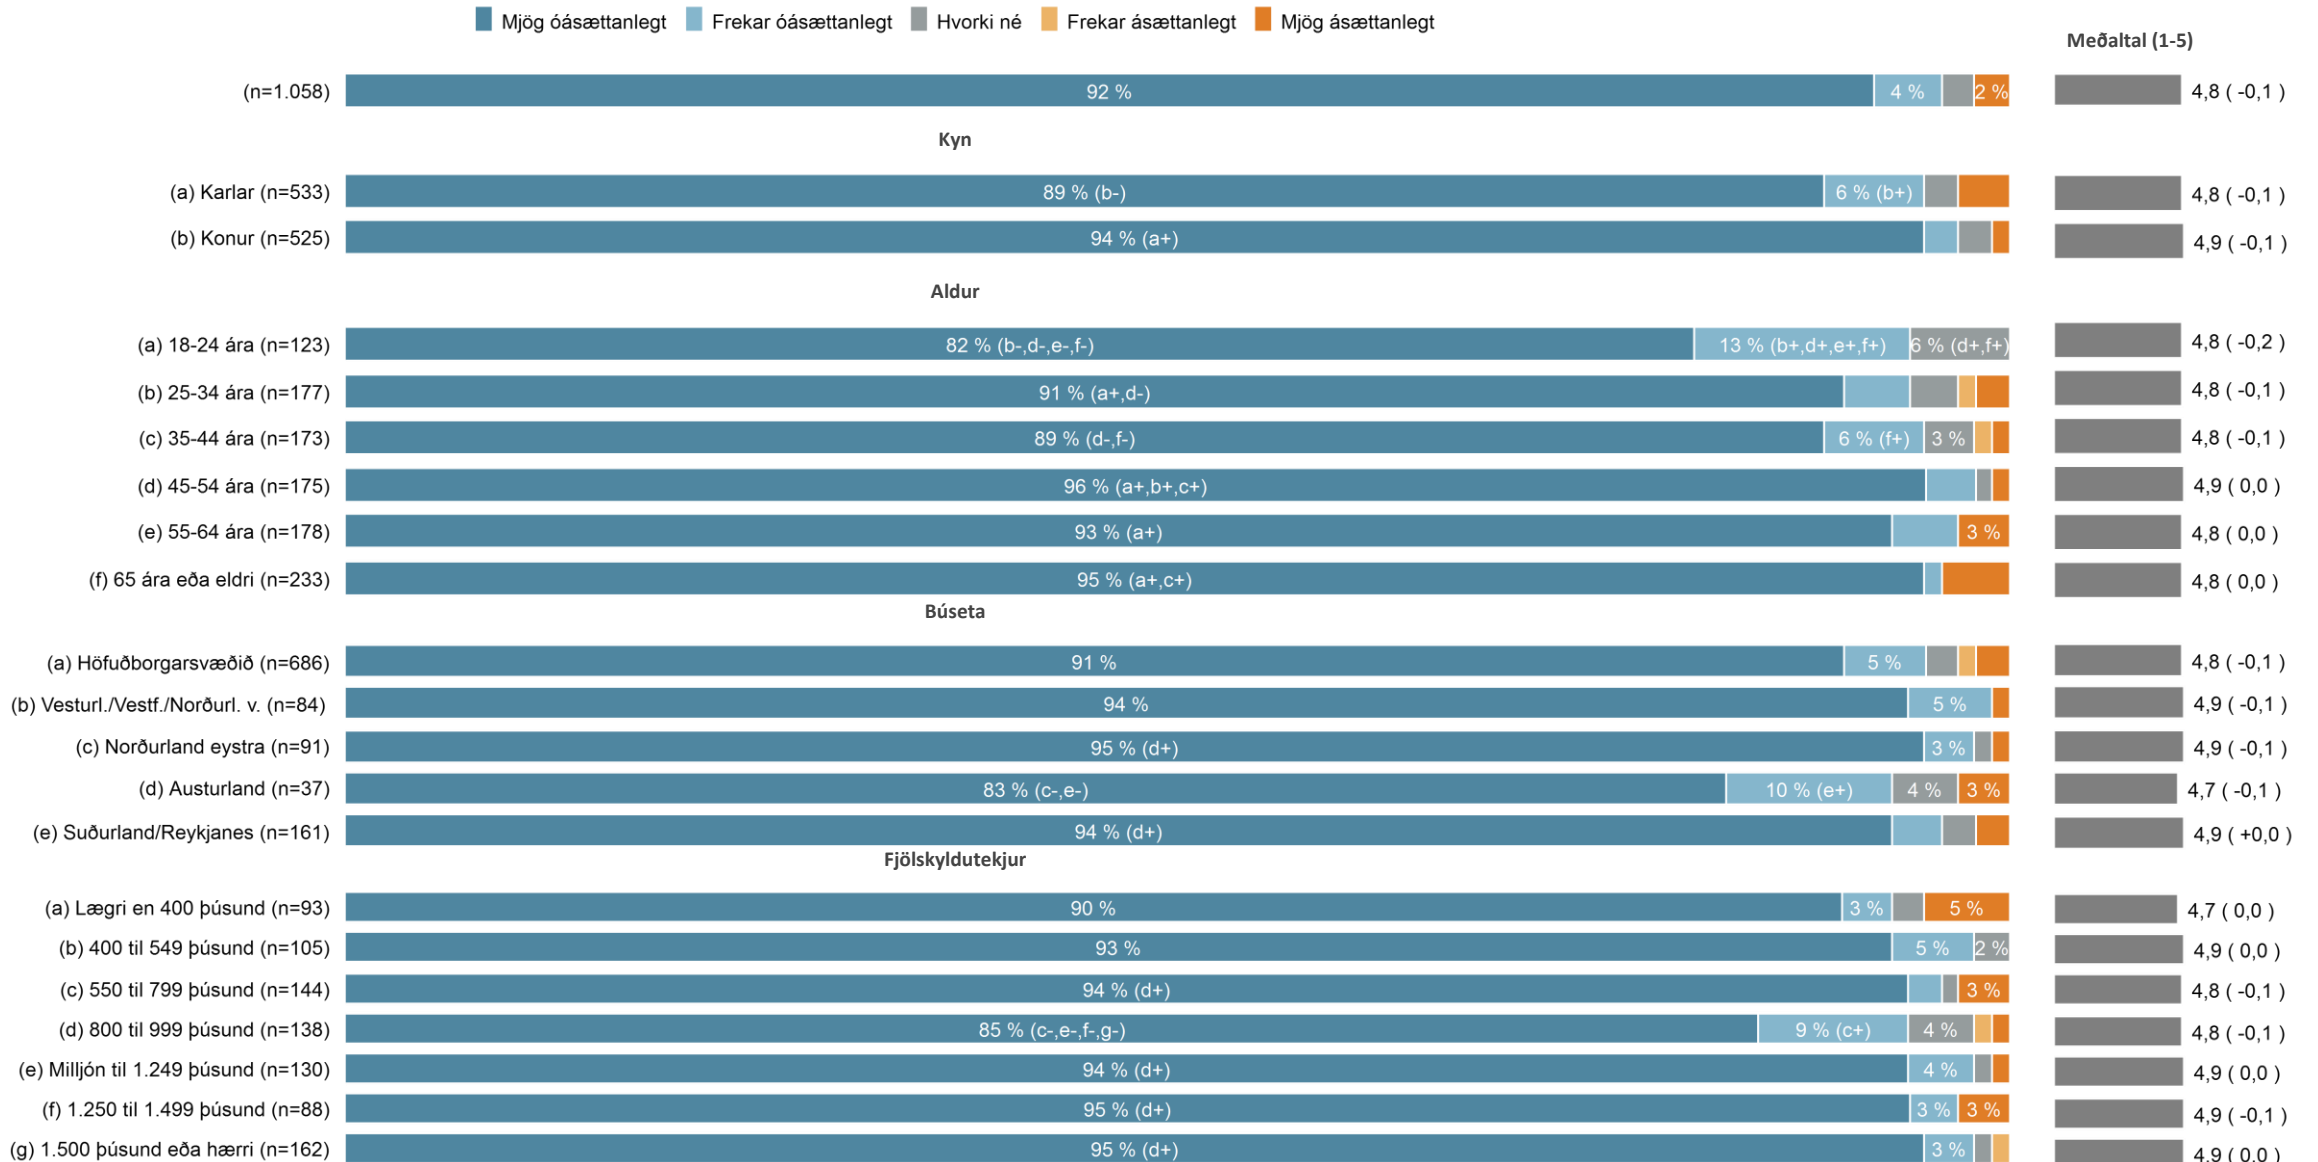 Mjög óásættanlegt Frekar óásættanlegt Hvorki né Frekar ásættanlegt Mjög ásættanlegt
Meðaltal (1-5)
(n=1.058) 92 % 4 % 2 % 4,8 ( -0,1 )
Kyn
(a) Karlar (n=533) 89 % (b-) 6 % (b+) 4,8 ( -0,1 )
(b) Konur (n=525) 94 % (a+) 4,9 ( -0,1 )
Aldur
(a) 18-24 ára (n=123) 82 % (b-,d-,e-,f-) 13 % (b+,d+,e+,f+) 6 % (d+,f+) 4,8 ( -0,2 )
(b) 25-34 ára (n=177) 91 % (a+,d-) 4,8 ( -0,1 )
(c) 35-44 ára (n=173) 89 % (d-,f-) 6 % (f+) 3 % 4,8 ( -0,1 )
(d) 45-54 ára (n=175) 96 % (a+,b+,c+) 4,9 ( 0,0 )
(e) 55-64 ára (n=178) 93 % (a+) 3 % 4,8 ( 0,0 )
(f) 65 ára eða eldri (n=233) 95 % (a+,c+) 4,8 ( 0,0 )
Búseta
(a) Höfuðborgarsvæðið (n=686) 91 % 5 % 4,8 ( -0,1 )
(b) Vesturl./Vestf./Norðurl. v. (n=84) 94 % 5 % 4,9 ( -0,1 )
(c) Norðurland eystra (n=91) 95 % (d+) 3 % 4,9 ( -0,1 )
(d) Austurland (n=37) 83 % (c-,e-) 10 % (e+) 4 % 3 % 4,7 ( -0,1 )
(e) Suðurland/Reykjanes (n=161) 94 % (d+) 4,9 ( +0,0 )
Fjölskyldutekjur
(a) Lægri en 400 þúsund (n=93) 90 % 3 % 5 % 4,7 ( 0,0 )
(b) 400 til 549 þúsund (n=105) 93 % 5 % 2 % 4,9 ( 0,0 )
(c) 550 til 799 þúsund (n=144) 94 % (d+) 3 % 4,8 ( -0,1 )
(d) 800 til 999 þúsund (n=138) 85 % (c-,e-,f-,g-) 9 % (c+) 4 % 4,8 ( -0,1 )
(e) Milljón til 1.249 þúsund (n=130) 94 % (d+) 4 % 4,9 ( 0,0 )
(f) 1.250 til 1.499 þúsund (n=88) 95 % (d+) 3 % 3 % 4,9 ( -0,1 )
(g) 1.500 þúsund eða hærri (n=162) 95 % (d+) 3 % 4,9 ( 0,0 )